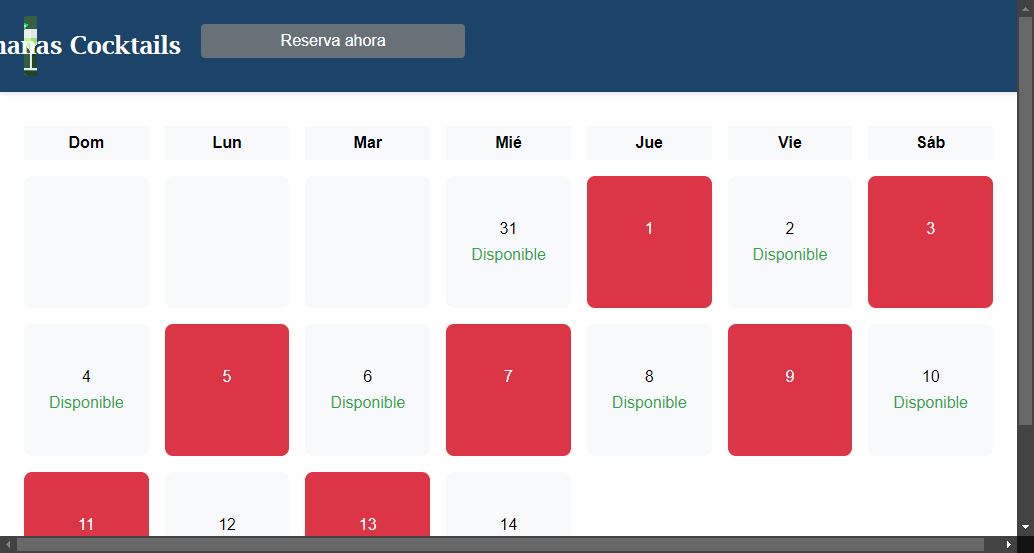 Cocktails
Reserva ahora
Dom Lun Mar Mié Jue Vie Sáb
31 1 2 3
Disponible Disponible
4 5 6 7 8 9 10
Disponible Disponible Disponible Disponible
11 12 13 14